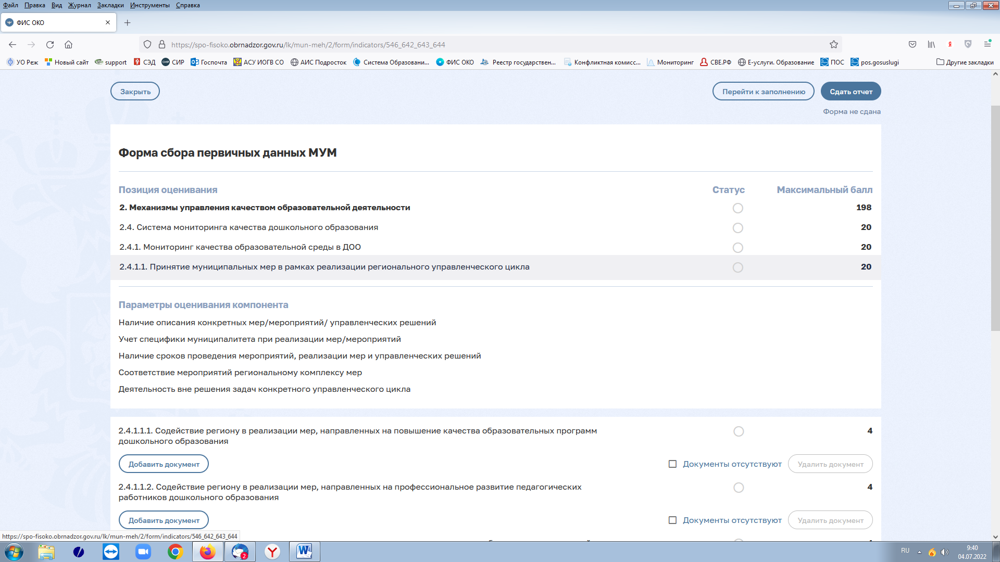 Файл Правка Вид Журнал Закладки Инструменты Справка
ФИС ОКО
https://spo-fisoko.obrnadzor.gov.ru/lk/mun-meh/2/form/indicators/546_642_643_644
УО Реж Новый сайт support СЭД СИР Госпочта АСУ ИОГВ СО АИС Подросток Система Образовани... ФИС ОКО Реестр государствен... Конфликтная комисс... Мониторинг СВЕ.РФ Е-услуги. Образование ПОС pos.gosuslugi Другие закладки
Закрыть Перейти к заполнению Сдать отчет
Форма не сдана
Форма сбора первичных данных МУМ
Позиция оценивания Статус Максимальный балл
2. Механизмы управления качеством образовательной деятельности 198
2.4. Система мониторинга качества дошкольного образования 20
2.4.1. Мониторинг качества образовательной среды в ДОО 20
2.4.1.1. Принятие муниципальных мер в рамках реализации регионального управленческого цикла 20
Параметры оценивания компонента
Наличие описания конкретных мер/мероприятий/ управленческих решений
Учет специфики муниципалитета при реализации мер/мероприятий
Наличие сроков проведения мероприятий, реализации мер и управленческих решений
Соответствие мероприятий региональному комплексу мер
Деятельность вне решения задач конкретного управленческого цикла
2.4.1.1.1. Содействие региону в реализации мер, направленных на повышение качества образовательных программ 4
дошкольного образования
Добавить документ Документы отсутствуют Удалить документ
2.4.1.1.2. Содействие региону в реализации мер, направленных на профессиональное развитие педагогических 4
работников дошкольного образования
Добавить документ Документы отсутствуют Удалить документ
https://spo-fisoko.obrnadzor.gov.ru/lk/mun-meh/2/form/indicators/546_642_643_644
2
RU 9:40
04.07.2022